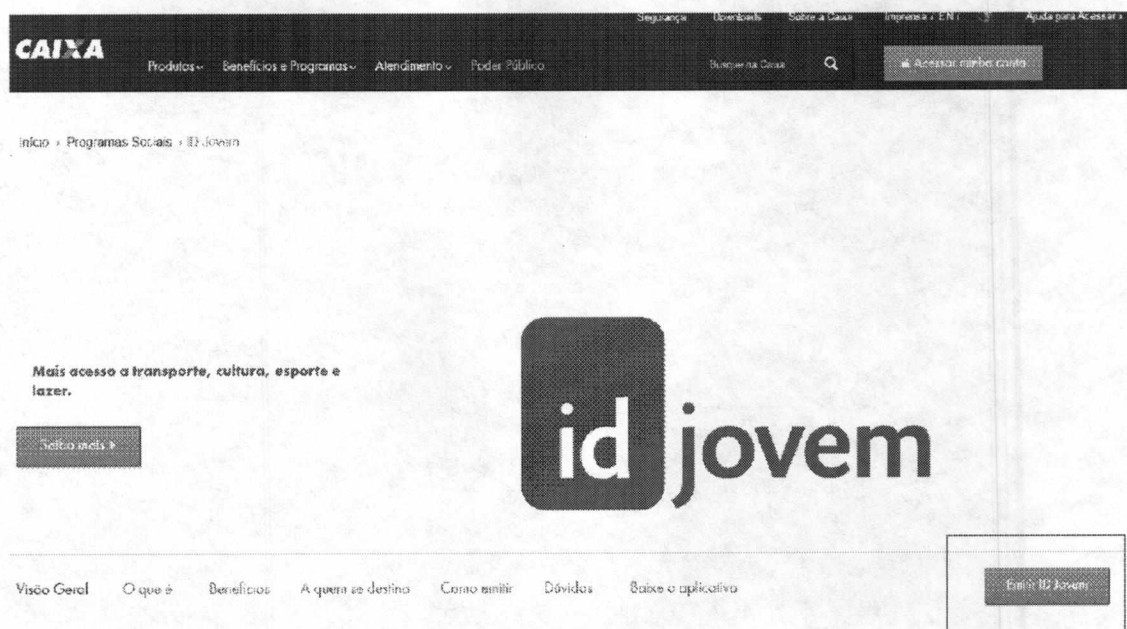 Segurança Downloads Sobre a Caixa Imprensa / EN / Ajuda para Acessar
CAIXA
Produtos Benefícios e Programas Atendimento Poder Público Busque na Caixa Acessar minha conta
Início › Programas Sociais › ID Jovem
Mais acesso a transporte, cultura, esporte e
lazer.
Saiba mais
id jovem
Visão Geral O que é Benefícios A quem se destina Como emitir Dúvidas Baixe o aplicativo Emitir ID Jovem